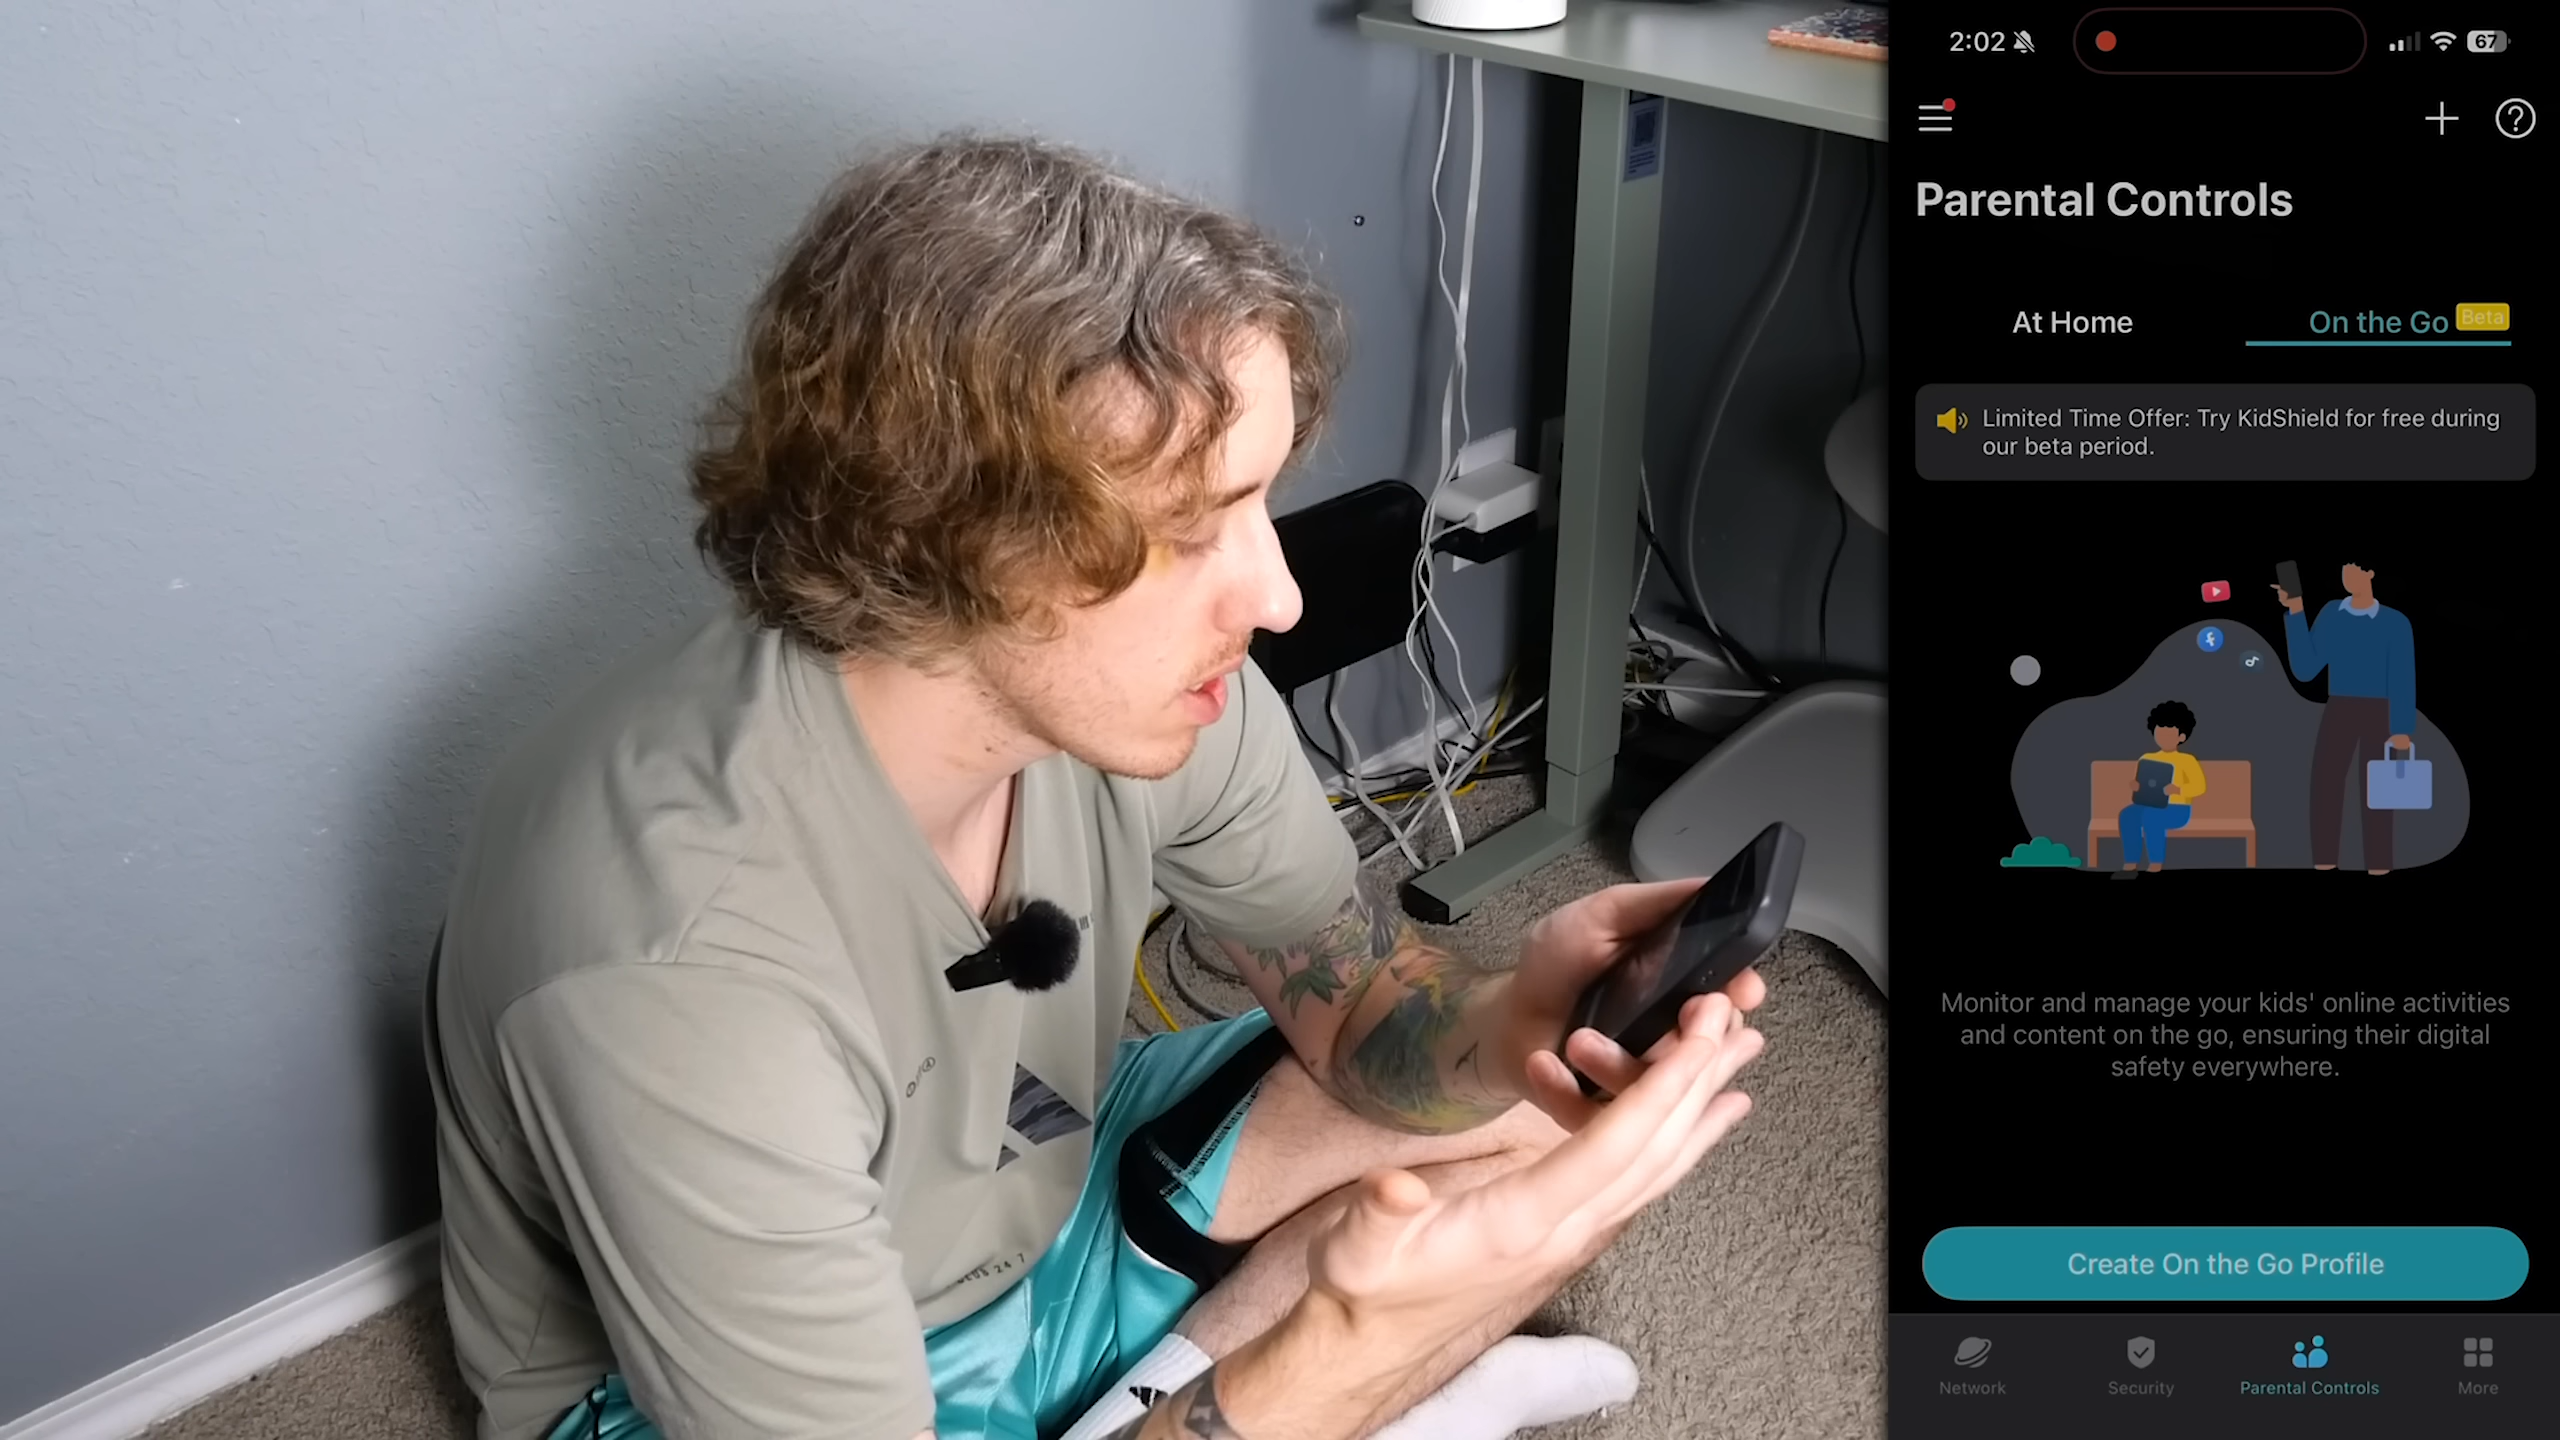 2:02
67
Parental Controls
At Home
On the Go
Beta
Limited Time Offer: Try KidShield for free during
our beta period.
Monitor and manage your kids' online activities
and content on the go, ensuring their digital
safety everywhere.
Create On the Go Profile
Network
Security
Parental Controls
More
24 7